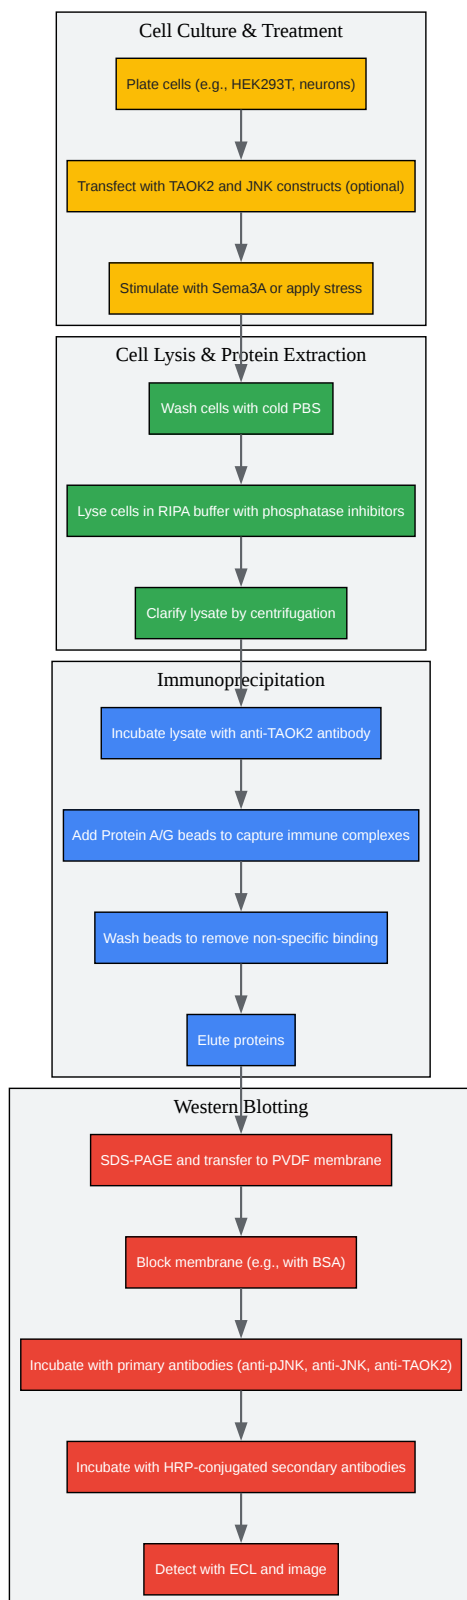 Cell Culture & Treatment
Plate cells (e.g., HEK293T, neurons)
Transfect with TAOK2 and JNK constructs (optional)
Stimulate with Sema3A or apply stress
Cell Lysis & Protein Extraction
Wash cells with cold PBS
Lyse cells in RIPA buffer with phosphatase inhibitors
Clarify lysate by centrifugation
Immunoprecipitation
Incubate lysate with anti-TAOK2 antibody
Add Protein A/G beads to capture immune complexes
Wash beads to remove non-specific binding
Elute proteins
Western Blotting
SDS-PAGE and transfer to PVDF membrane
Block membrane (e.g., with BSA)
Incubate with primary antibodies (anti-pJNK, anti-JNK, anti-TAOK2)
Incubate with HRP-conjugated secondary antibodies
Detect with ECL and image